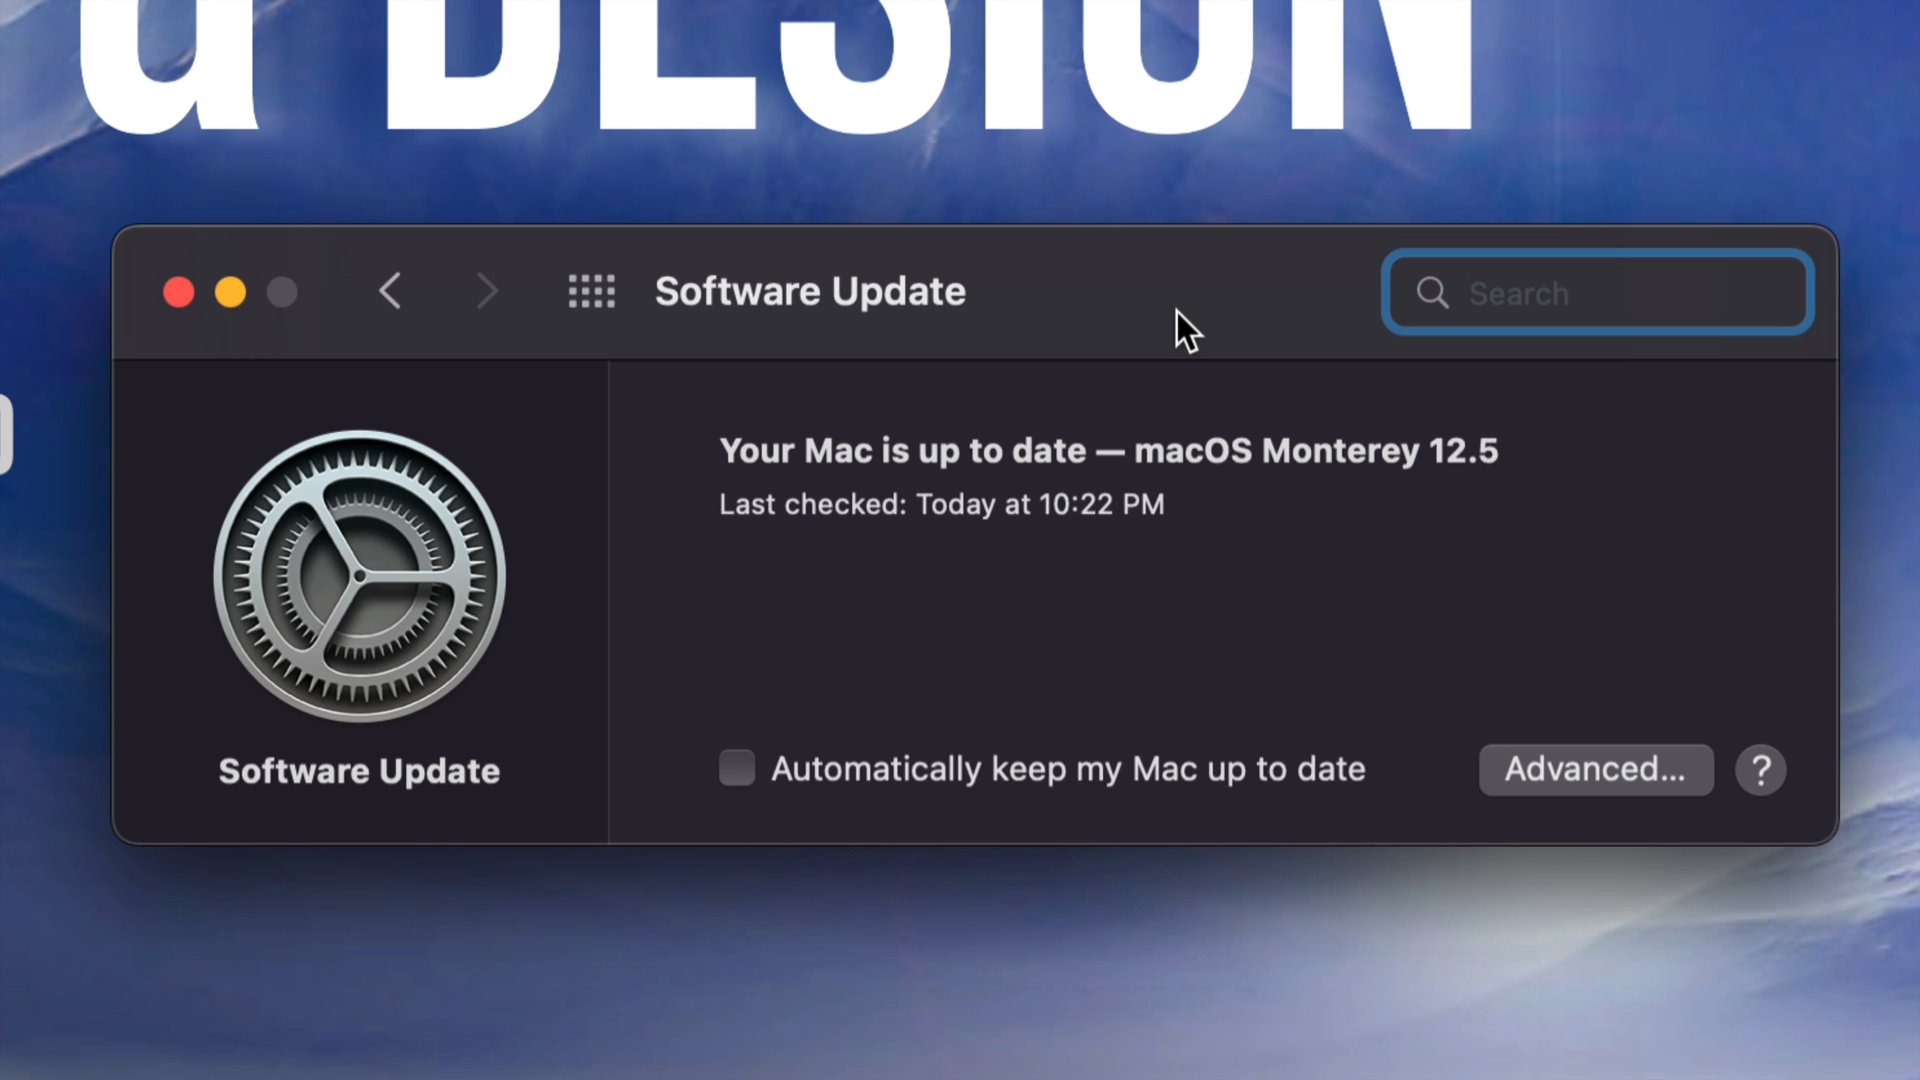 & DESIGN
Software Update
Search
Your Mac is up to date — macOS Monterey 12.5
Last checked: Today at 10:22 PM
Software Update
Automatically keep my Mac up to date
Advanced...
?